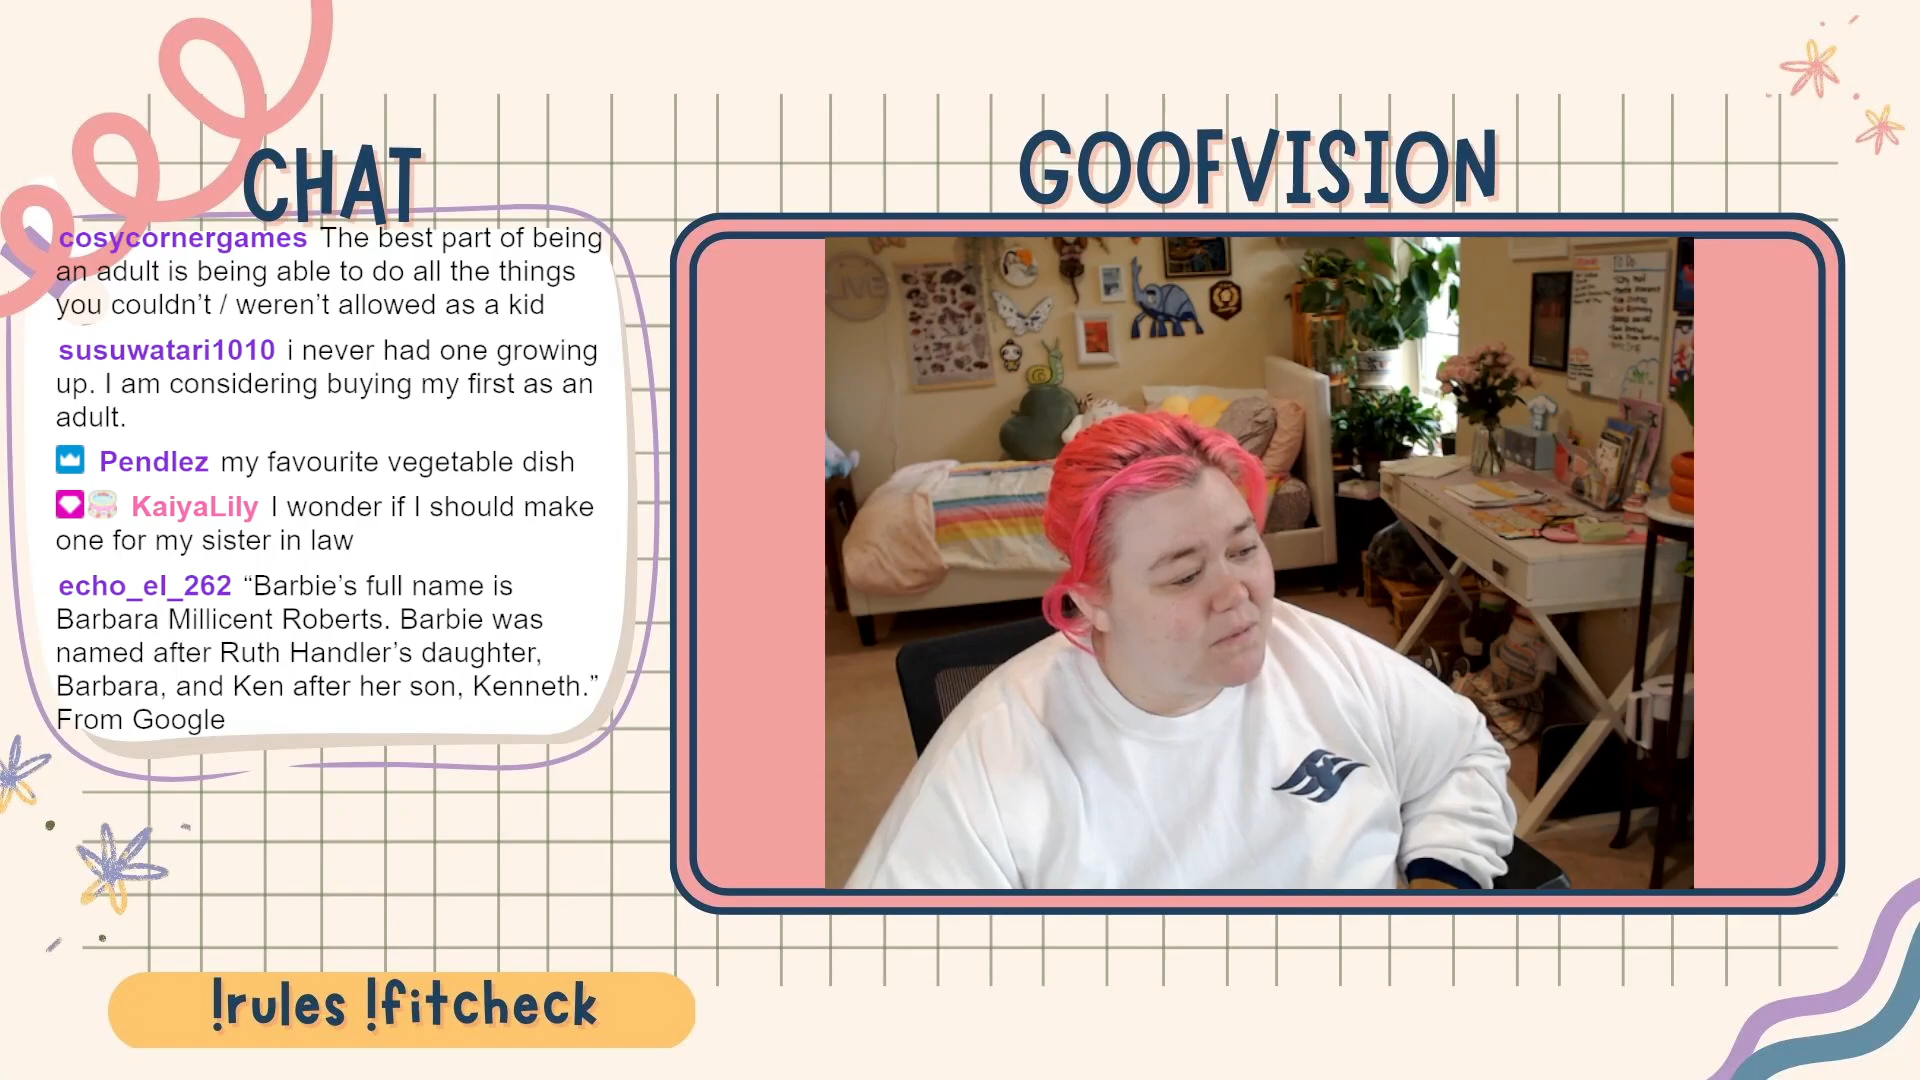 CHAT
GOOFVISION
cosycornergames The best part of being
an adult is being able to do all the things
you couldn’t / weren’t allowed as a kid
susuwatari1010 i never had one growing
up. I am considering buying my first as an
adult.
Pendlez my favourite vegetable dish
KaiyaLily I wonder if I should make
one for my sister in law
echo_el_262 “Barbie’s full name is
Barbara Millicent Roberts. Barbie was
named after Ruth Handler’s daughter,
Barbara, and Ken after her son, Kenneth.”
From Google
LIVE
To Do
!rules !fitcheck